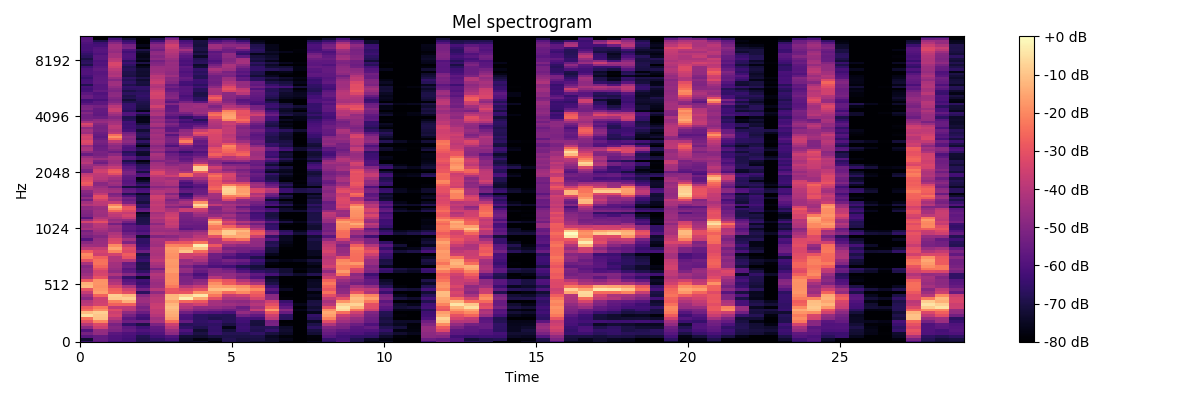 Mel spectrogram
+0 dB
8192
-10 dB
4096
-20 dB
-30 dB
2048
Hz
-40 dB
1024
-50 dB
-60 dB
512
-70 dB
0
-80 dB
0 5 10 15 20 25
Time